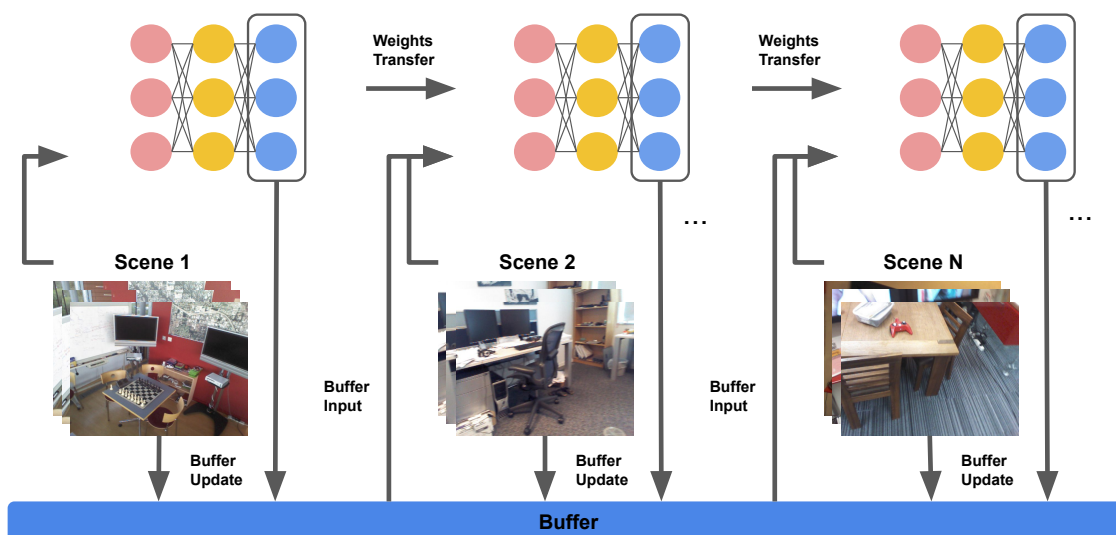 Weights
Transfer
Weights
Transfer
...
...
Scene 1
Scene 2
Scene N
Buffer
Input
Buffer
Input
Buffer
Update
Buffer
Update
Buffer
Update
Buffer